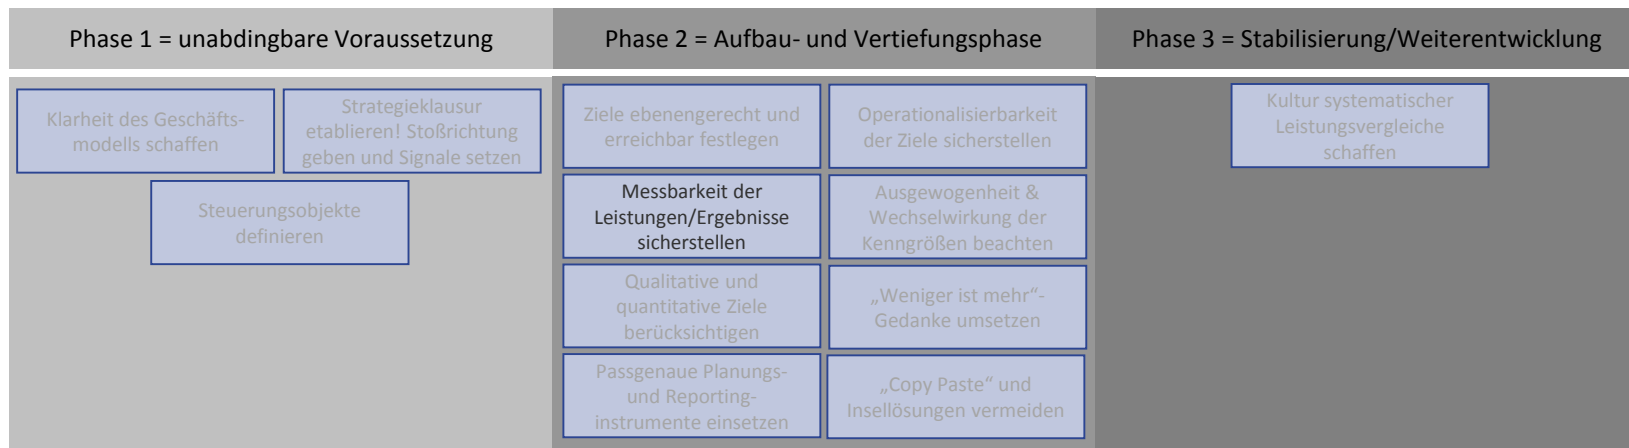 Phase 1 = unabdingbare Voraussetzung
Phase 2 = Aufbau- und Vertiefungsphase
Phase 3 = Stabilisierung/Weiterentwicklung
Klarheit des Geschäfts-
modells schaffen
Strategieklausur
etablieren! Stoßrichtung
geben und Signale setzen
Steuerungsobjekte
definieren
Ziele ebenengerecht und
erreichbar festlegen
Operationalisierbarkeit
der Ziele sicherstellen
Messbarkeit der
Leistungen/Ergebnisse
sicherstellen
Ausgewogenheit &
Wechselwirkung der
Kenngrößen beachten
Qualitative und
quantitative Ziele
berücksichtigen
„Weniger ist mehr“-
Gedanke umsetzen
Passgenaue Planungs-
und Reporting-
instrumente einsetzen
„Copy Paste“ und
Insellösungen vermeiden
Kultur systematischer
Leistungsvergleiche
schaffen